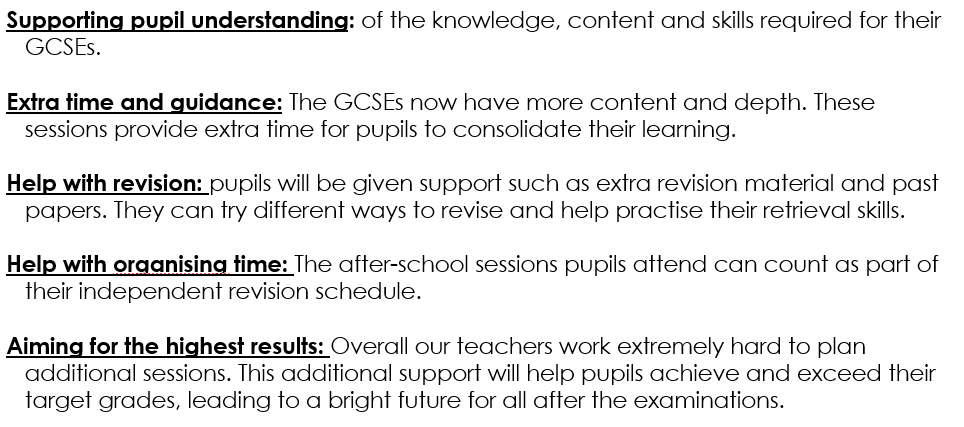 Supporting pupil understanding: of the knowledge, content and skills required for their
GCSEs.
Extra time and guidance: The GCSEs now have more content and depth. These
sessions provide extra time for pupils to consolidate their learning.
Help with revision: pupils will be given support such as extra revision material and past
papers. They can try different ways to revise and help practise their retrieval skills.
Help with organising time: The after-school sessions pupils attend can count as part of
their independent revision schedule.
Aiming for the highest results: Overall our teachers work extremely hard to plan
additional sessions. This additional support will help pupils achieve and exceed their
target grades, leading to a bright future for all after the examinations.